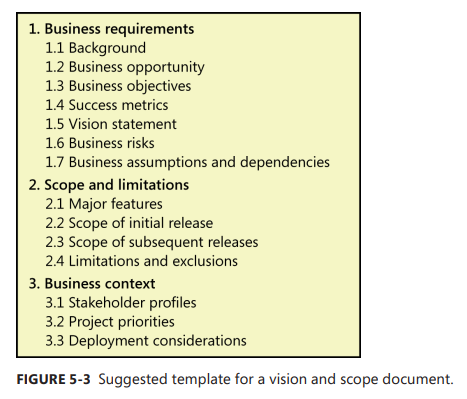 1. Business requirements
1.1 Background
1.2 Business opportunity
1.3 Business objectives
1.4 Success metrics
1.5 Vision statement
1.6 Business risks
1.7 Business assumptions and dependencies
2. Scope and limitations
2.1 Major features
2.2 Scope of initial release
2.3 Scope of subsequent releases
2.4 Limitations and exclusions
3. Business context
3.1 Stakeholder profiles
3.2 Project priorities
3.3 Deployment considerations
FIGURE 5-3 Suggested template for a vision and scope document.